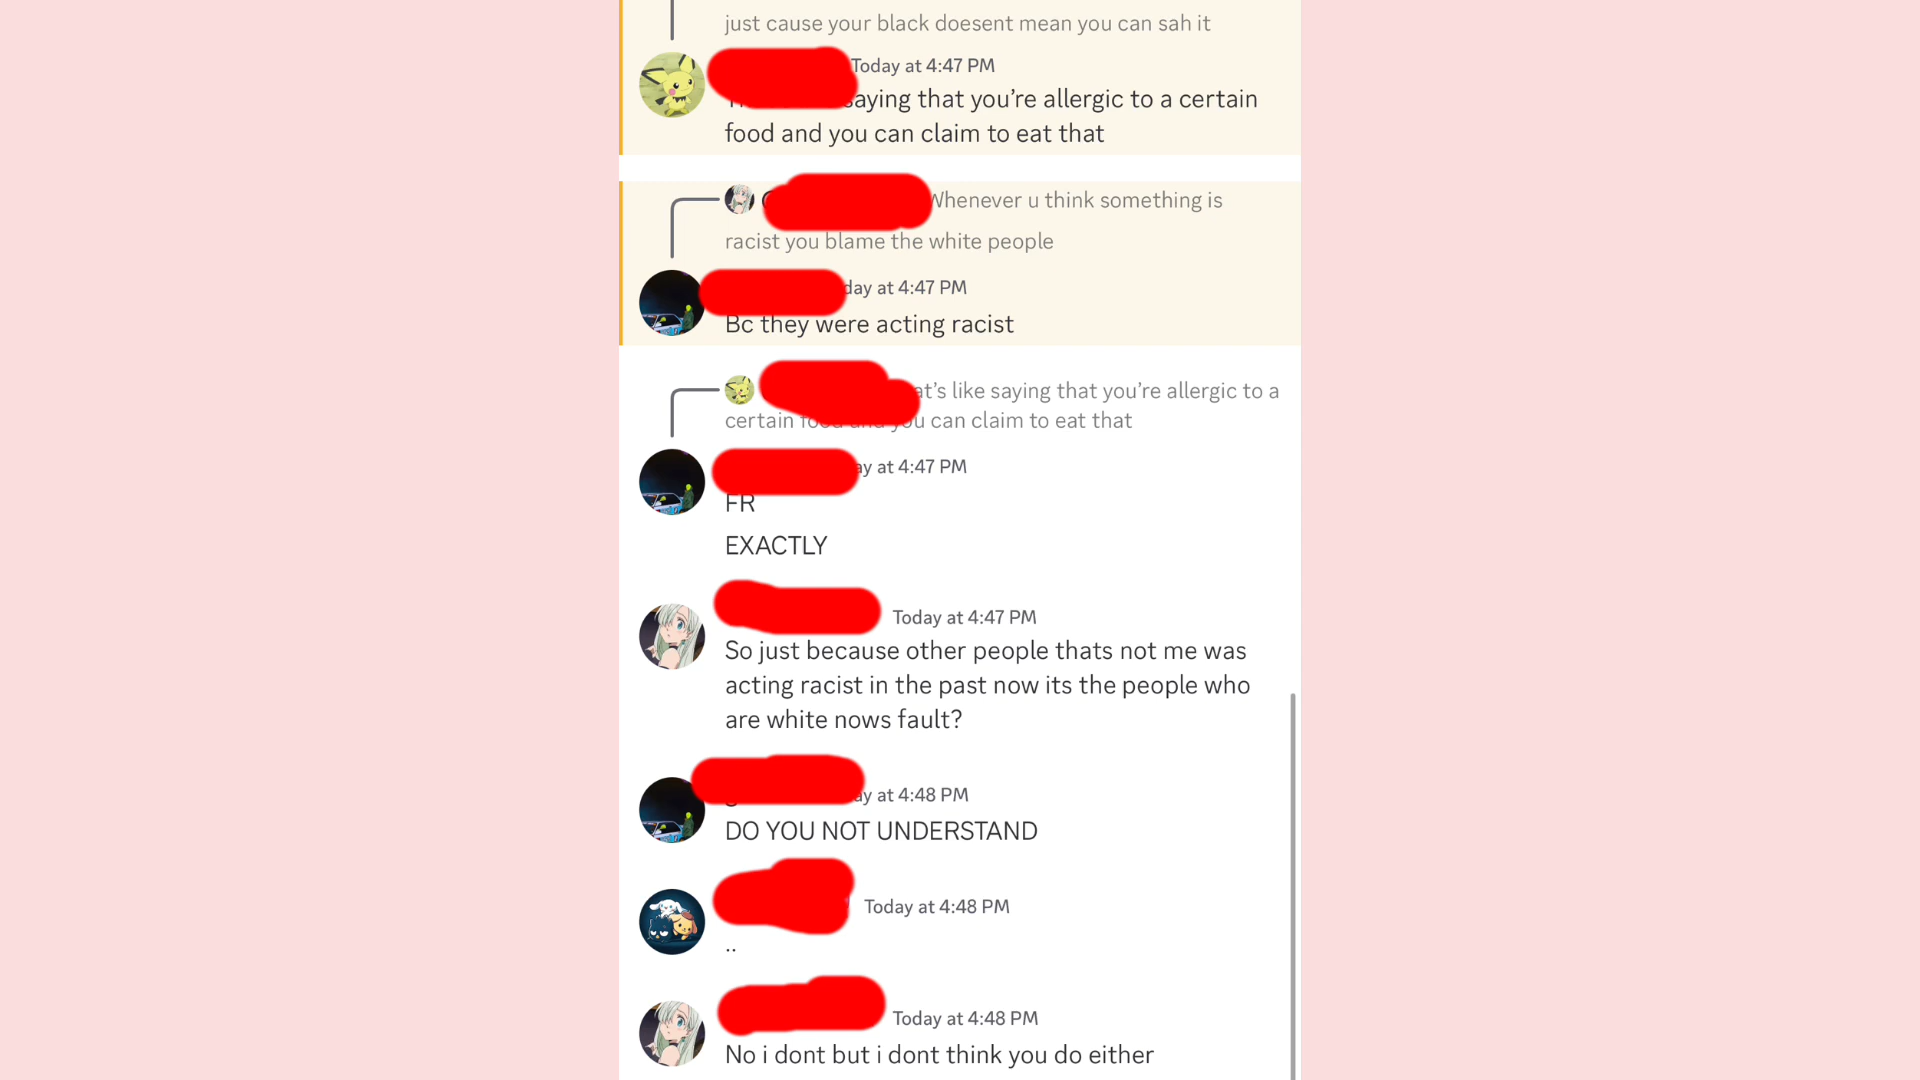 just cause your black doesent mean you can sah it
Today at 4:47 PM
saying that you’re allergic to a certain
food and you can claim to eat that
Whenever u think something is
racist you blame the white people
day at 4:47 PM
Bc they were acting racist
at’s like saying that you’re allergic to a
certain food and you can claim to eat that
ay at 4:47 PM
FR
EXACTLY
Today at 4:47 PM
So just because other people thats not me was
acting racist in the past now its the people who
are white nows fault?
ay at 4:48 PM
DO YOU NOT UNDERSTAND
Today at 4:48 PM
..
Today at 4:48 PM
No i dont but i dont think you do either